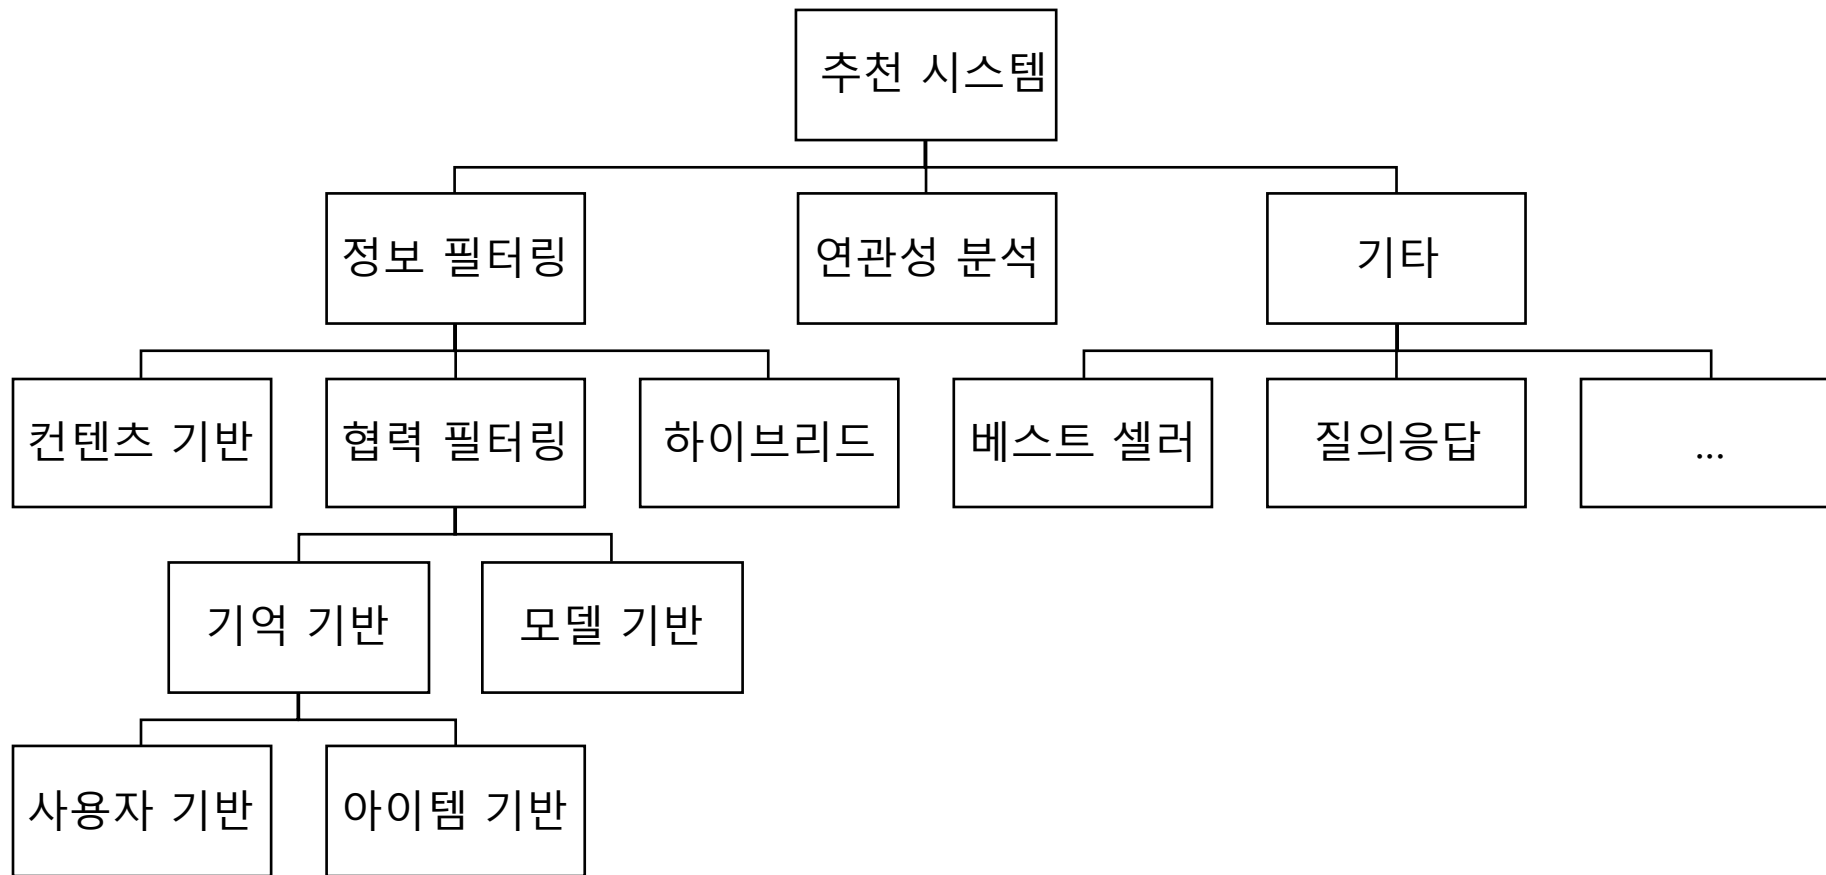 추천 시스템
정보 필터링
연관성 분석
기타
컨텐츠 기반
협력 필터링
하이브리드
베스트 셀러
질의응답
...
기억 기반
모델 기반
사용자 기반
아이템 기반